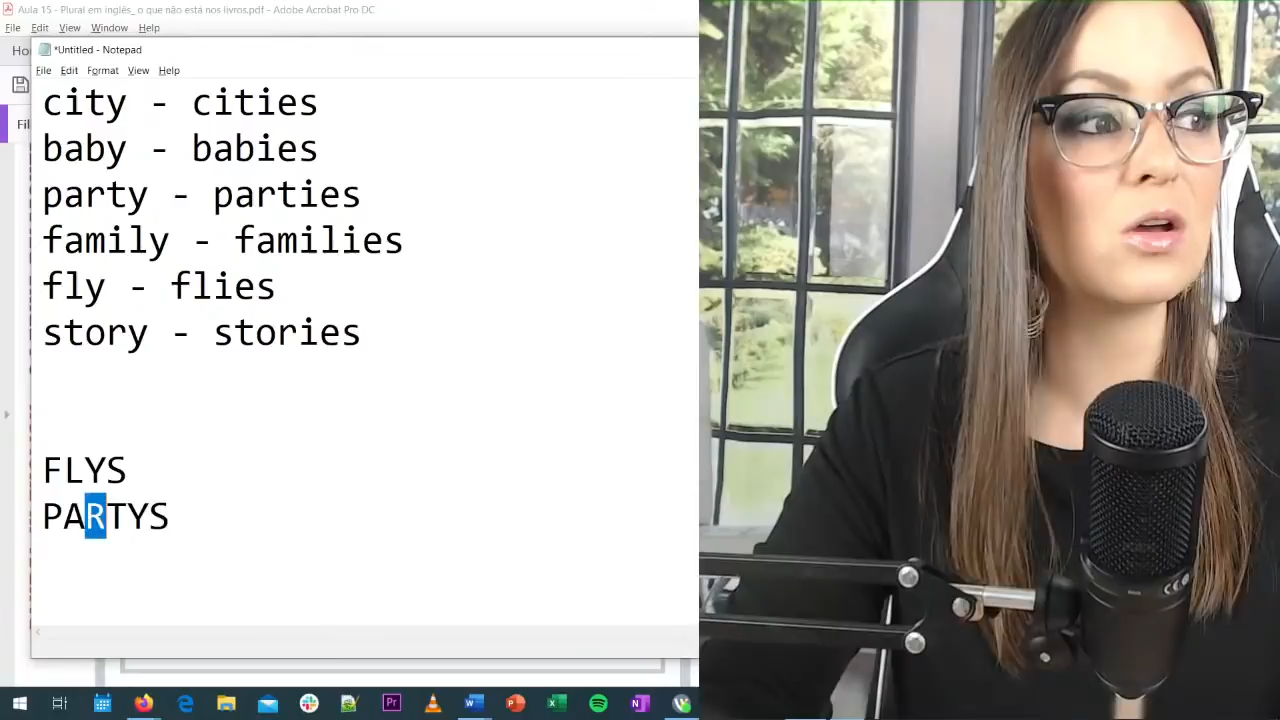 Aula 15 - Plural em inglês_ o que não está nos livros.pdf - Adobe Acrobat Pro DC
File Edit View Window Help
Ho
*Untitled - Notepad
File Edit Format View Help
Fil
city - cities
baby - babies
party - parties
family - families
fly - flies
story - stories
FLYS
PARTYS